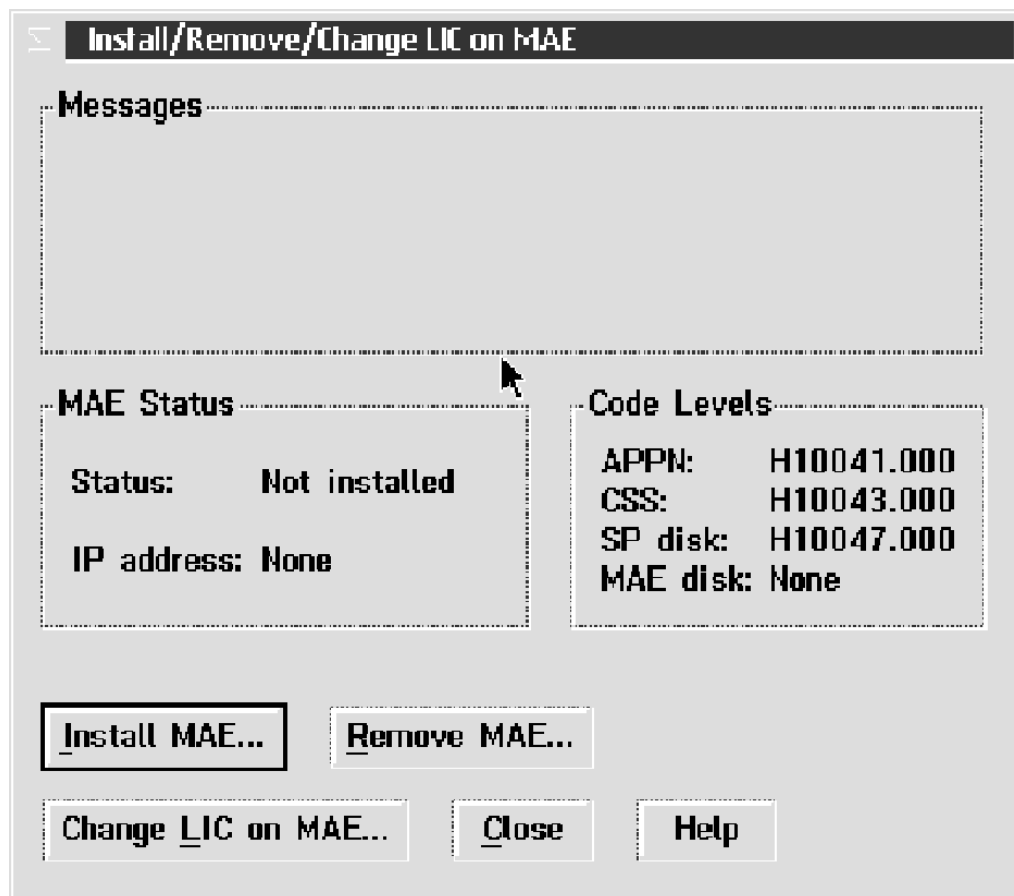 Install/Remove/Change LIC on MAE
Messages
MAE Status
Status: Not installed
IP address: None
Code Levels
APPN: H10041.000
CSS: H10043.000
SP disk: H10047.000
MAE disk: None
Install MAE...
Remove MAE...
Change LIC on MAE...
Close
Help